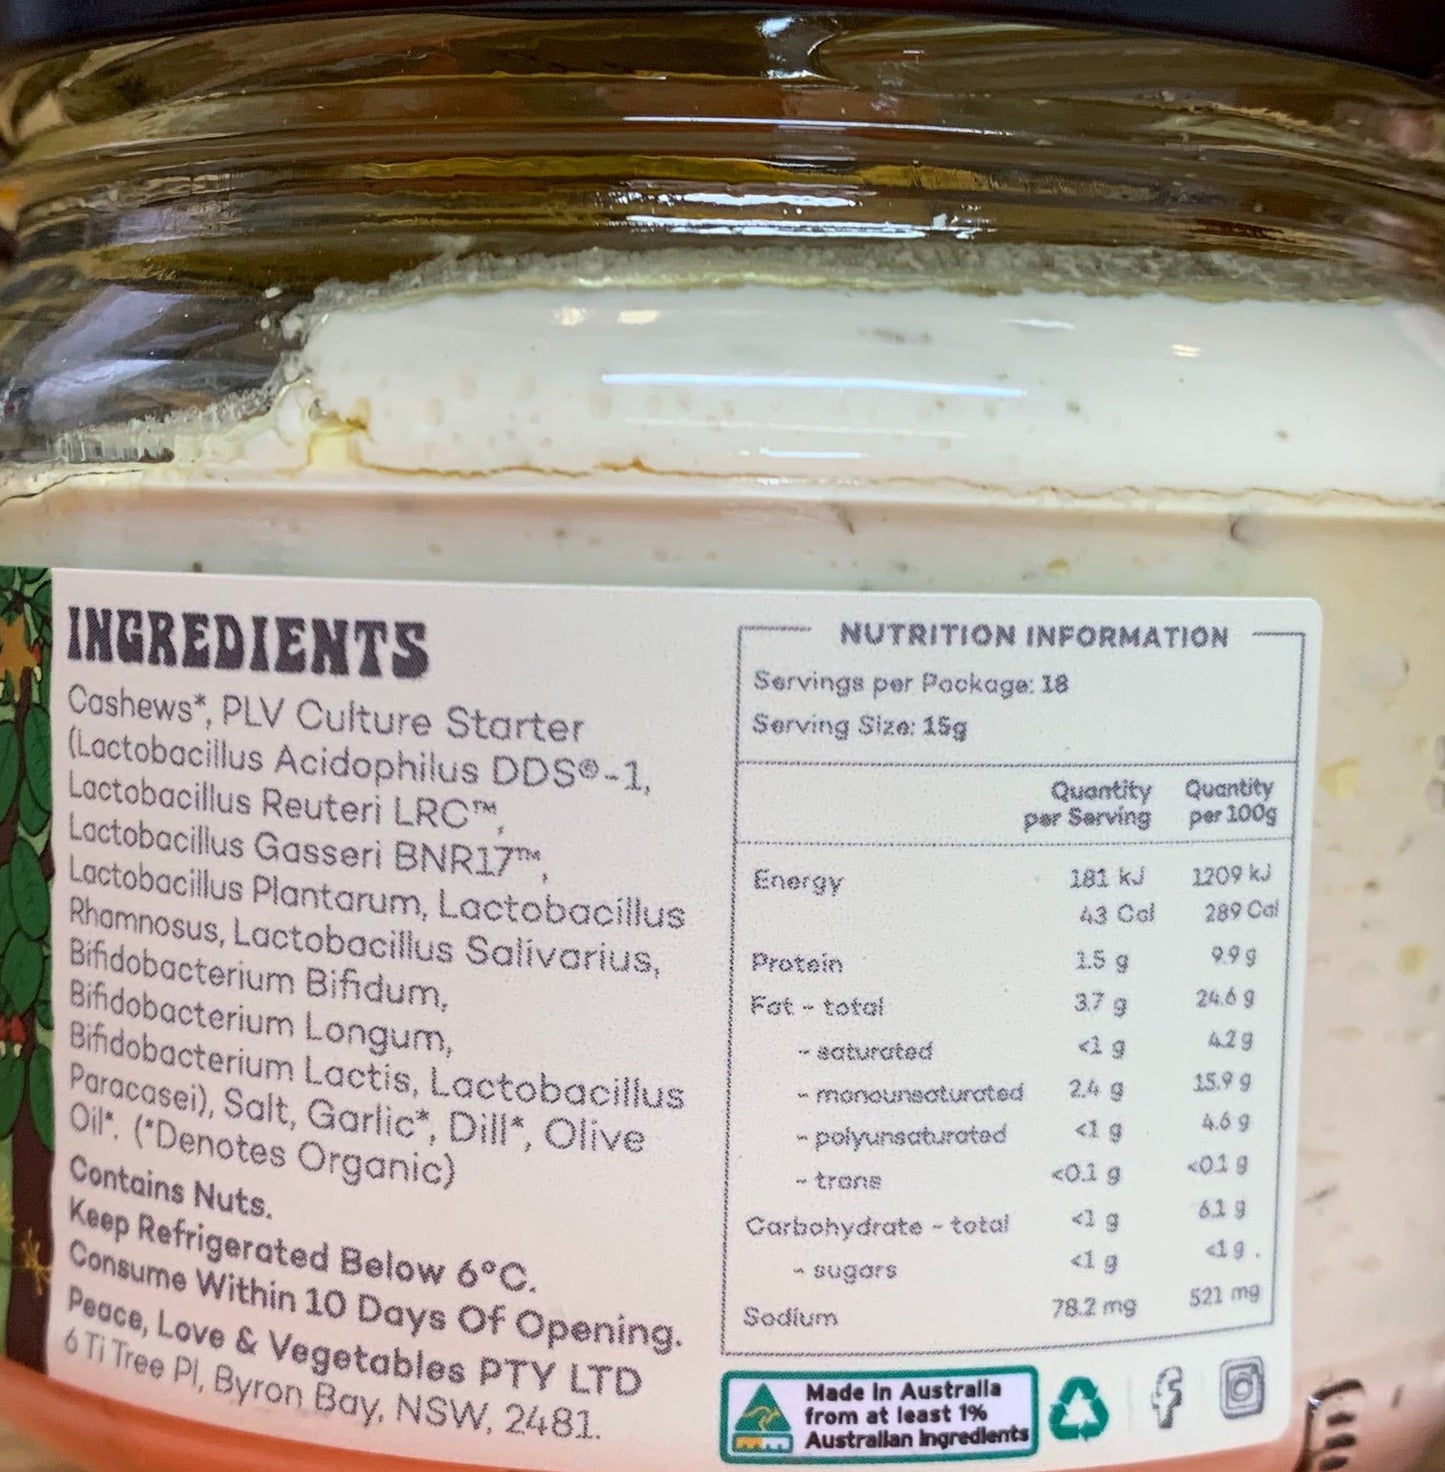 INGREDIENTS
Cashews*, PLV Culture Starter
(Lactobacillus Acidophilus DDS®-1,
Lactobacillus Reuteri LRC™,
Lactobacillus Gasseri BNR17™,
Lactobacillus Plantarum, Lactobacillus
Rhamnosus, Lactobacillus Salivarius,
Bifidobacterium Bifidum,
Bifidobacterium Longum,
Bifidobacterium Lactis, Lactobacillus
Paracasei), Salt, Garlic*, Dill*, Olive
Oil*. (*Denotes Organic)
Contains Nuts.
Keep Refrigerated Below 6°C.
Consume Within 10 Days Of Opening.
Peace, Love & Vegetables PTY LTD
6 Ti Tree Pl, Byron Bay, NSW, 2481.
NUTRITION INFORMATION
Servings per Package: 18
Serving Size: 15g
Quantity per Serving Quantity per 100g
Energy 181 kJ 1209 kJ
43 Cal 289 Cal
Protein 1.5 g 9.9 g
Fat - total 3.7 g 24.6 g
- saturated <1 g 4.2 g
- monounsaturated 2.4 g 15.9 g
- polyunsaturated <1 g 4.6 g
- trans <0.1 g <0.1 g
Carbohydrate - total <1 g 6.1 g
- sugars <1 g <1 g.
Sodium 78.2 mg 521 mg
Made in Australia
from at least 1%
Australian Ingredients